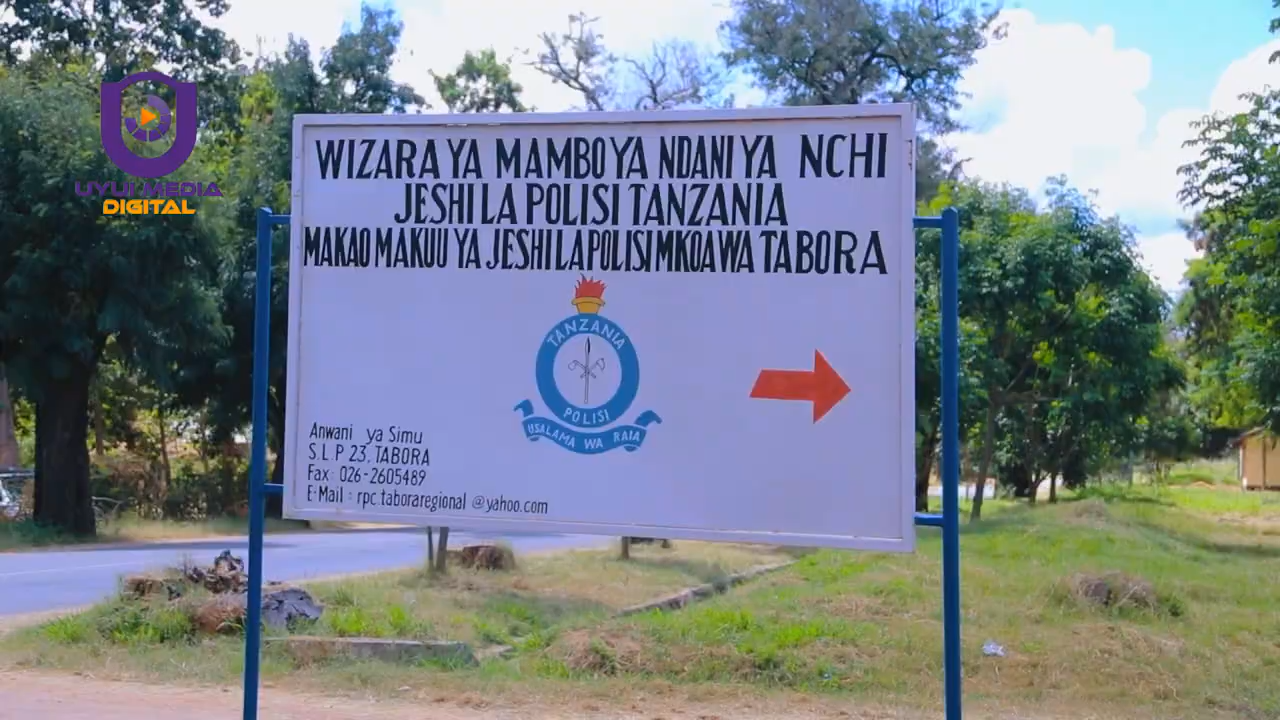 UYUI MEDIA
DIGITAL
WIZARA YA MAMBO YA NDANI YA NCHI
JESHI LA POLISI TANZANIA
MAKAO MAKUU YA JESHI LA POLISI MKOA WA TABORA
TANZANIA
POLISI
USALAMA WA RAIA
Anwani ya Simu
S.L.P 23, TABORA
Fax: 026-2605489
E-Mail: rpc.taboraregional@yahoo.com